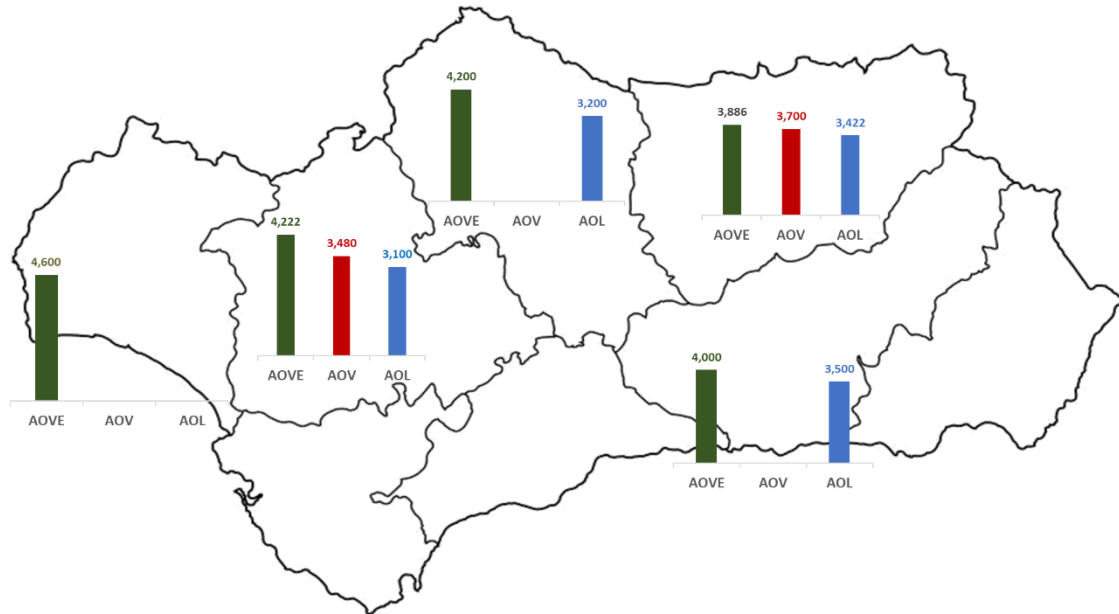 4,200
3,200
AOVE AOV AOL
3,886
3,700
3,422
AOVE AOV AOL
4,222
3,480
3,100
AOVE AOV AOL
4,600
AOVE AOV AOL
4,000
3,500
AOVE AOV AOL